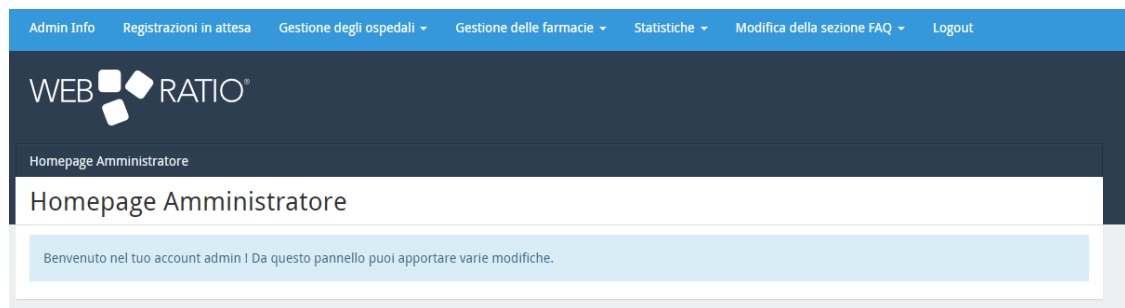 Admin Info Registrazioni in attesa Gestione degli ospedali Gestione delle farmacie Statistiche Modifica della sezione FAQ Logout
WEB RATIO®
Homepage Amministratore
Homepage Amministratore
Benvenuto nel tuo account admin ! Da questo pannello puoi apportare varie modifiche.